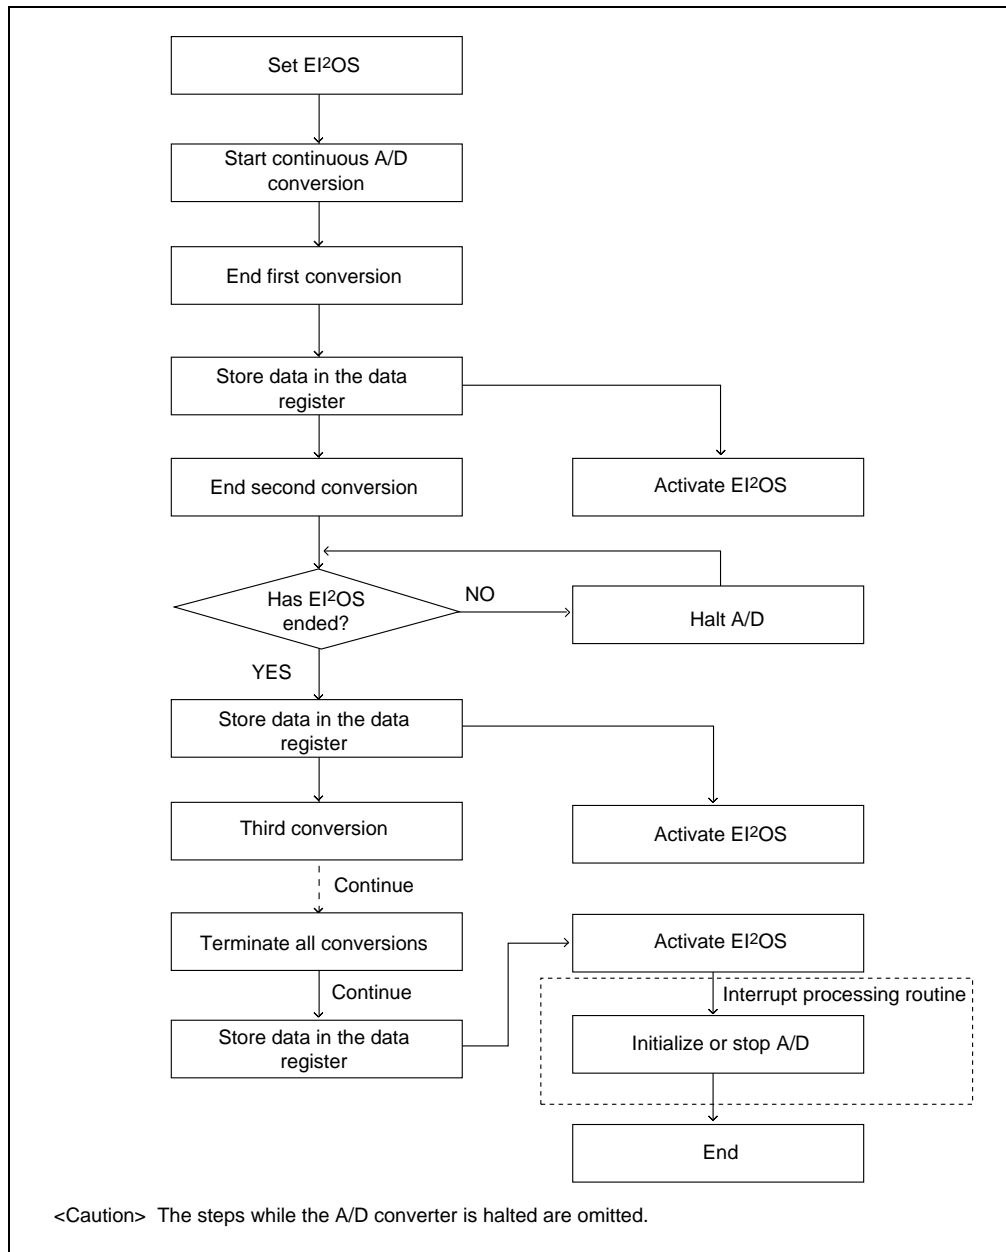 Set EI²OS
Start continuous A/D
conversion
End first conversion
Store data in the data
register
End second conversion
Activate EI²OS
Has EI²OS
ended?
NO
Halt A/D
YES
Store data in the data
register
Third conversion
Activate EI²OS
Continue
Terminate all conversions
Activate EI²OS
Continue
Interrupt processing routine
Store data in the data
register
Initialize or stop A/D
End
<Caution> The steps while the A/D converter is halted are omitted.